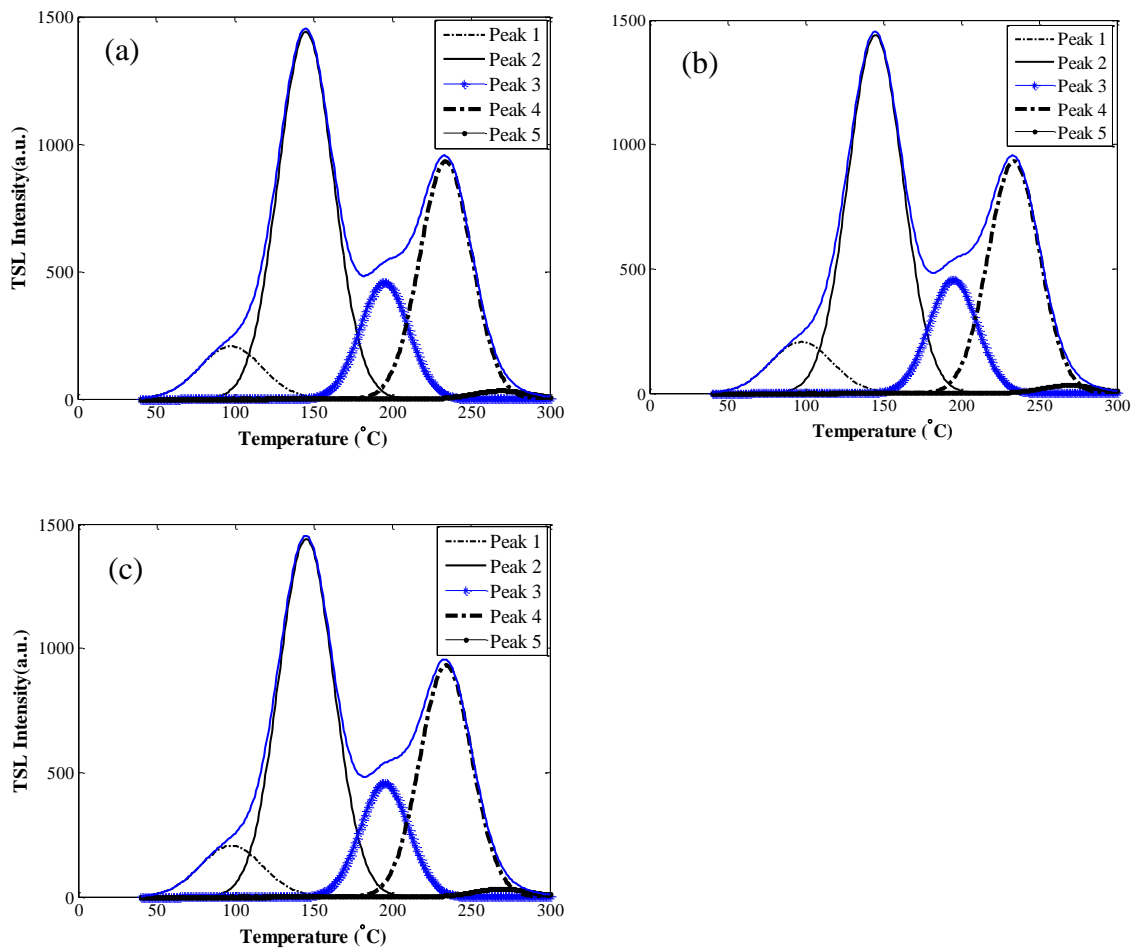 (a)
TSL Intensity(a.u.)
1500
1000
500
0
0 50 100 150 200 250 300
Temperature (°C)
Peak 1
Peak 2
Peak 3
Peak 4
Peak 5
(b)
1500
1000
500
0
0 50 100 150 200 250 300
Temperature (°C)
Peak 1
Peak 2
Peak 3
Peak 4
Peak 5
(c)
TSL Intensity(a.u.)
1500
1000
500
0
0 50 100 150 200 250 300
Temperature (°C)
Peak 1
Peak 2
Peak 3
Peak 4
Peak 5